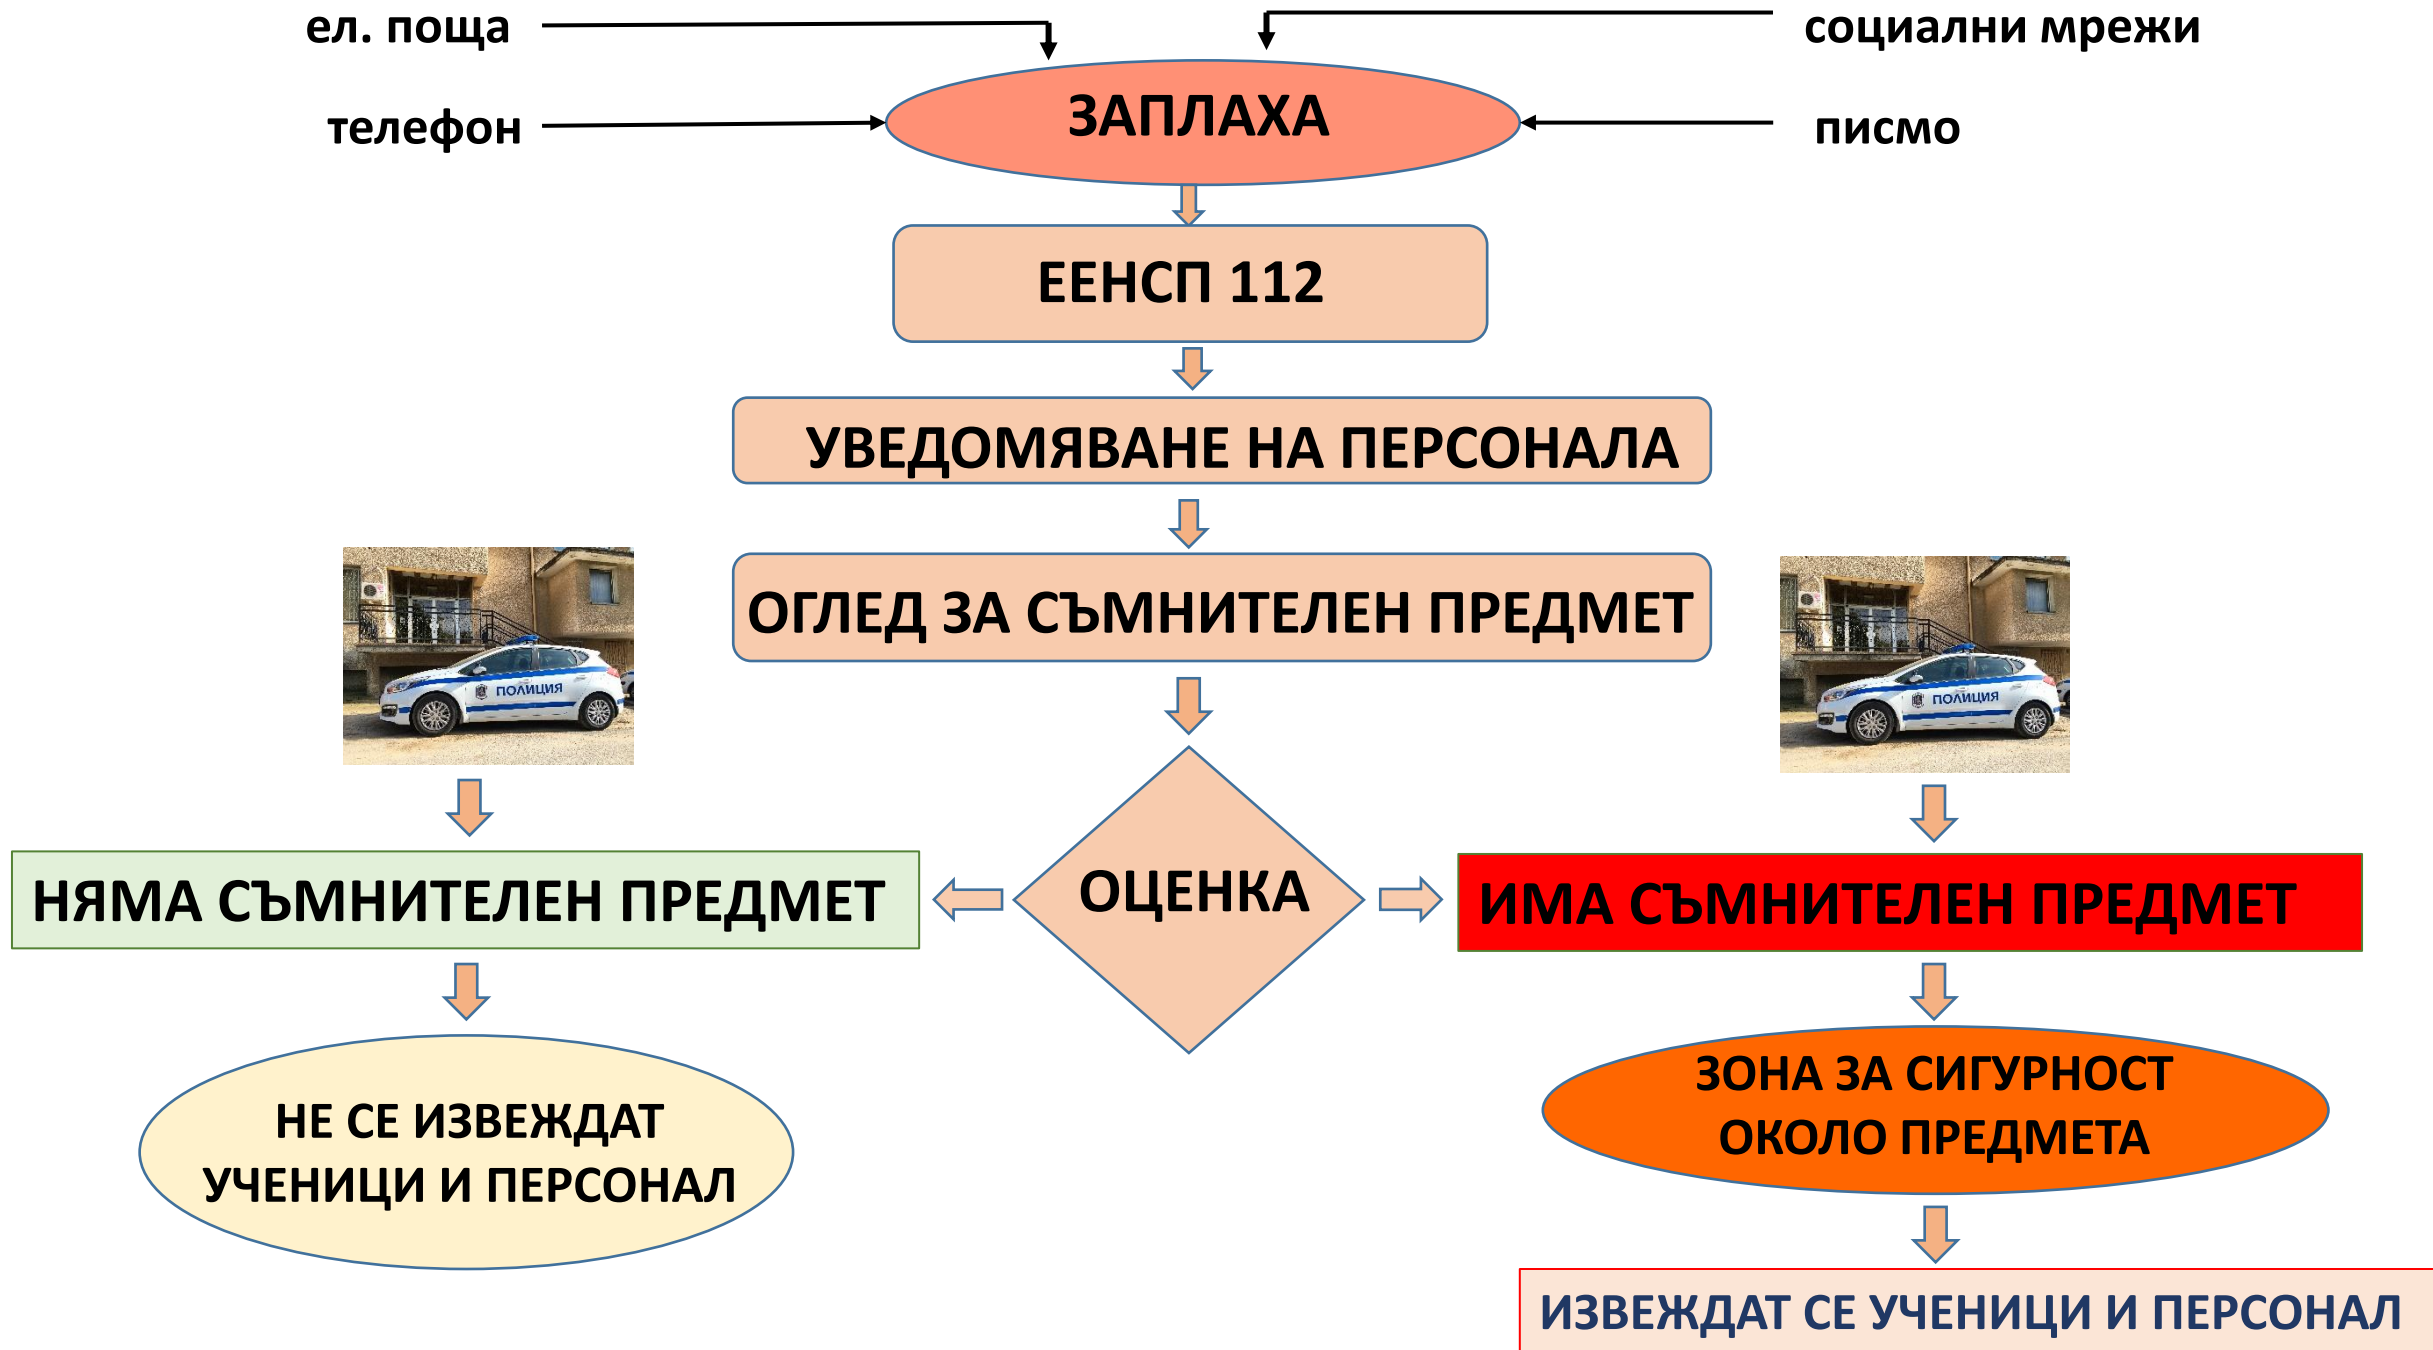 ел. поща
социални мрежи
ЗАПЛАХА
телефон
писмо
ЕЕНСП 112
УВЕДОМЯВАНЕ НА ПЕРСОНАЛА
ОГЛЕД ЗА СЪМНИТЕЛЕН ПРЕДМЕТ
ПОЛИЦИЯ
ПОЛИЦИЯ
НЯМА СЪМНИТЕЛЕН ПРЕДМЕТ
ОЦЕНКА
ИМА СЪМНИТЕЛЕН ПРЕДМЕТ
НЕ СЕ ИЗВЕЖДАТ
УЧЕНИЦИ И ПЕРСОНАЛ
ЗОНА ЗА СИГУРНОСТ
ОКОЛО ПРЕДМЕТА
ИЗВЕЖДАТ СЕ УЧЕНИЦИ И ПЕРСОНАЛ